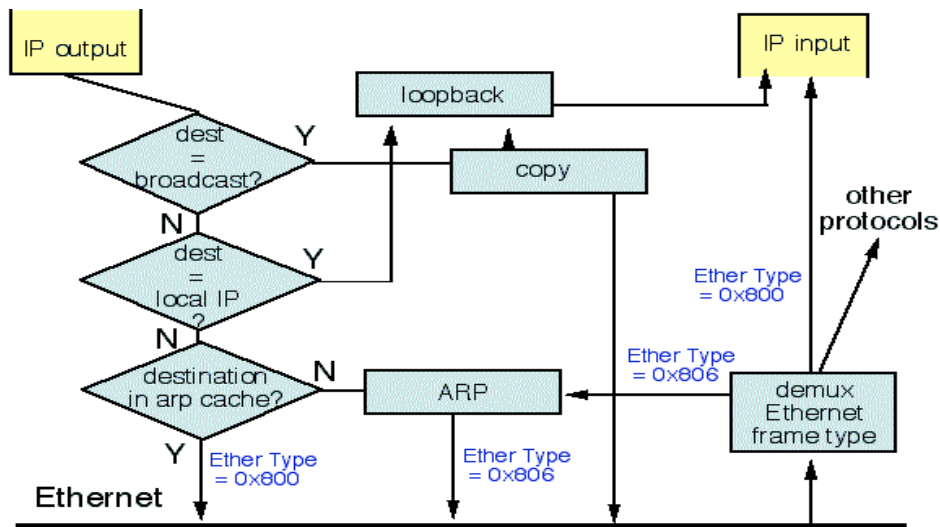 IP output
IP input
loopback
dest
=
broadcast?
Y
copy
N
other
protocols
dest
=
local IP
?
Y
Ether Type
= 0x800
N
destination
in arp cache?
N
ARP
Ether Type
= 0x806
demux
Ethernet
frame type
Y
Ether Type
= 0x800
Ether Type
= 0x806
Ethernet